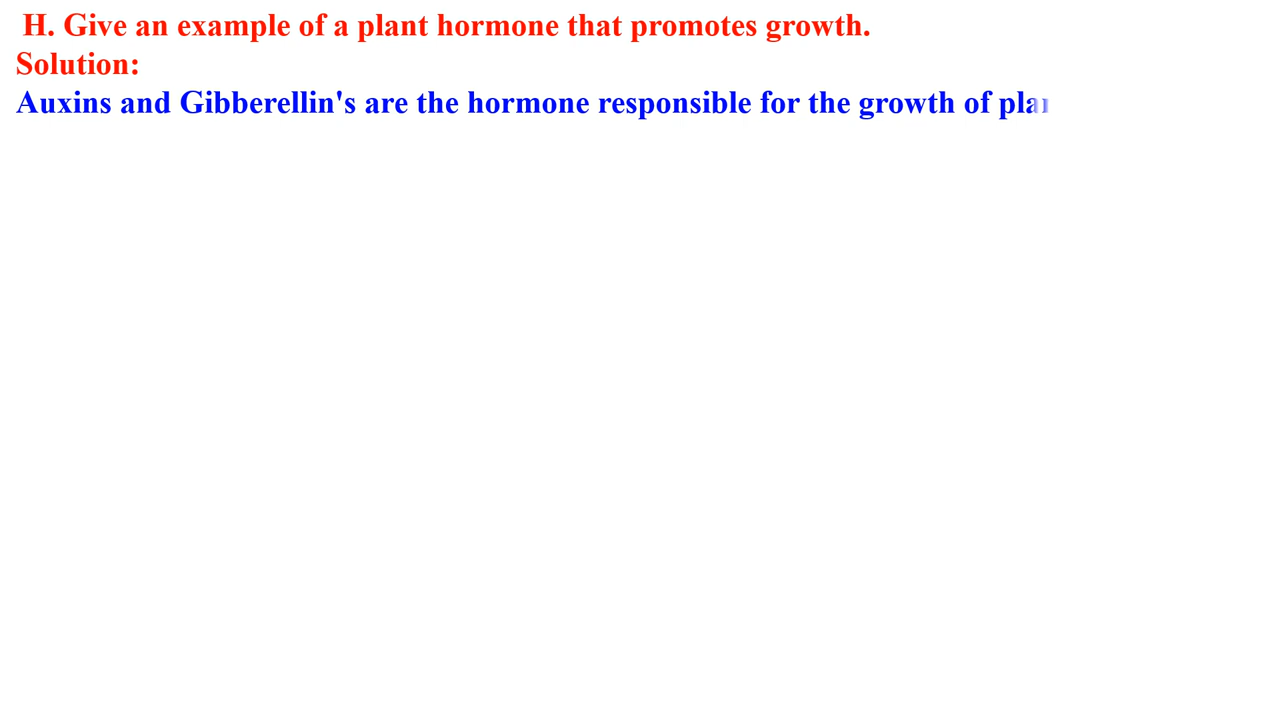 H. Give an example of a plant hormone that promotes growth.
Solution:
Auxins and Gibberellin's are the hormone responsible for the growth of